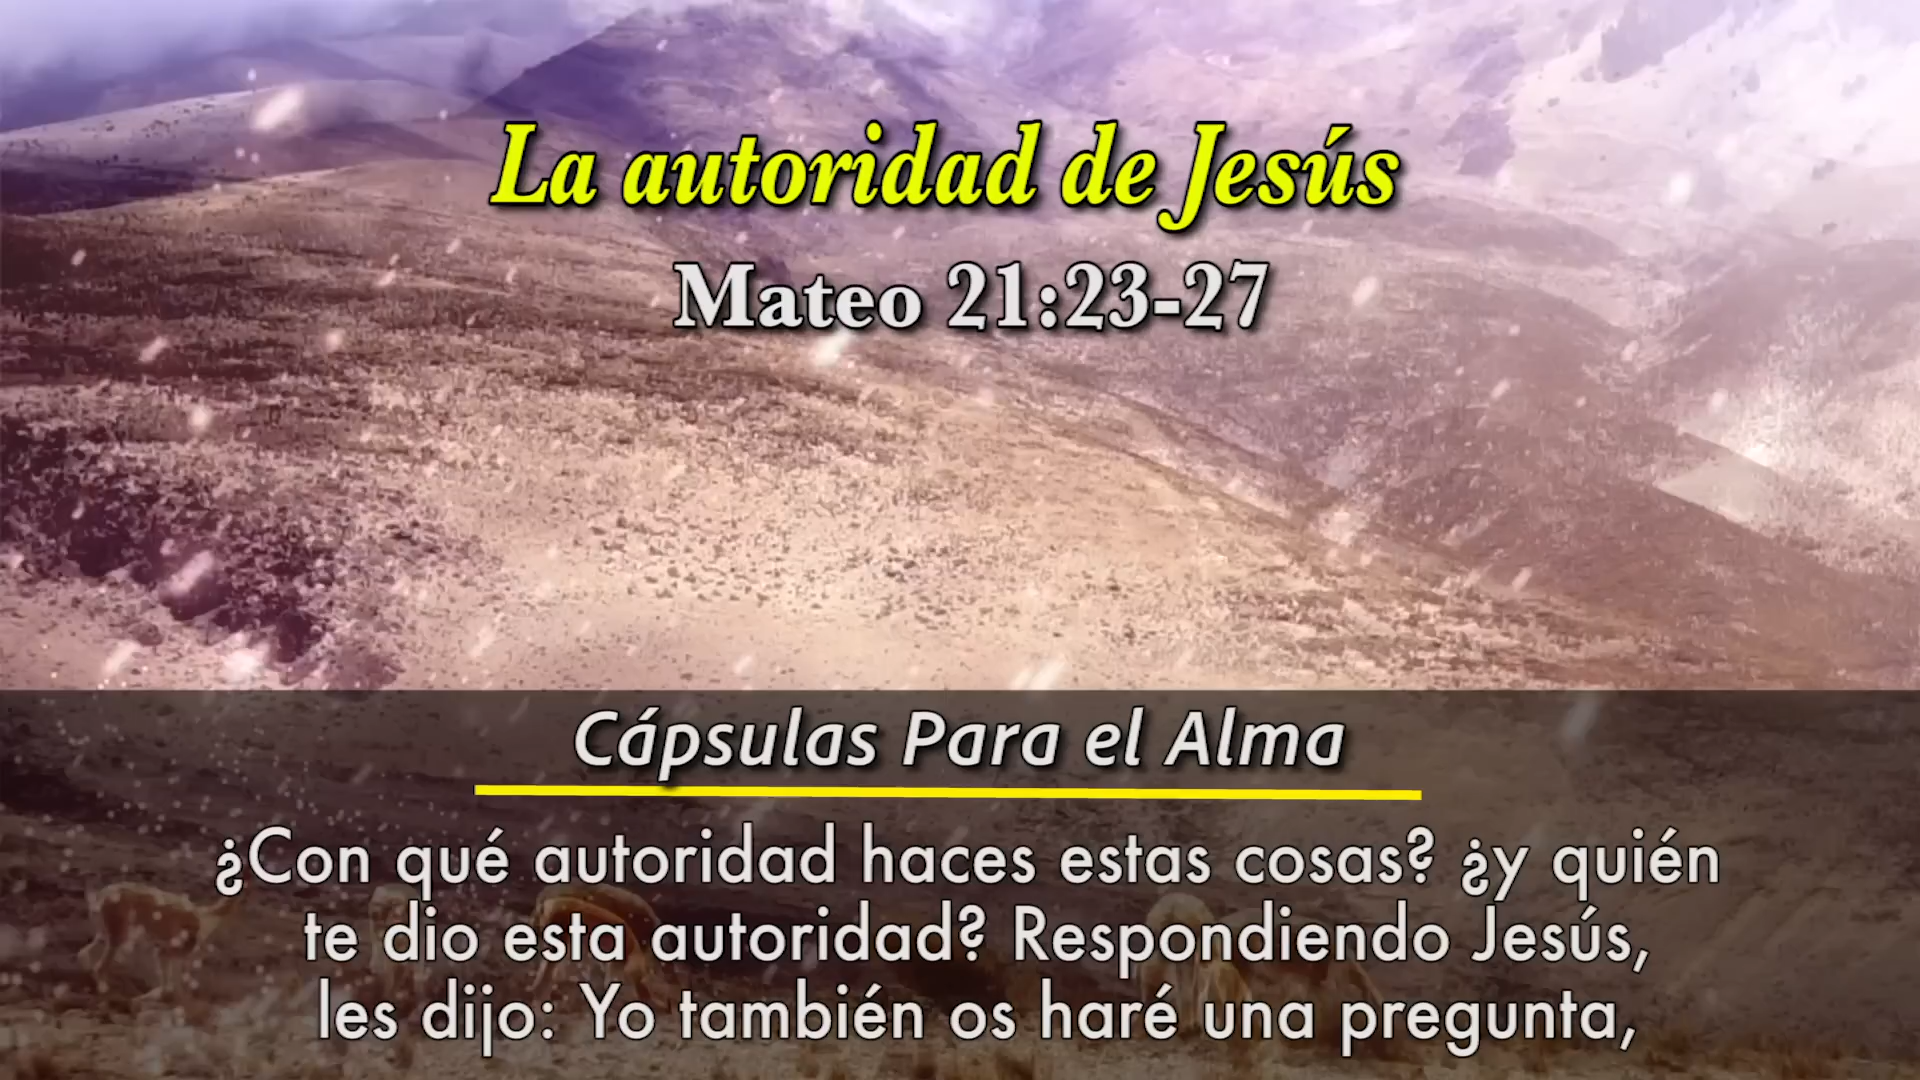 La autoridad de Jesús
Mateo 21:23-27
Cápsulas Para el Alma
¿Con qué autoridad haces estas cosas? ¿y quién
te dio esta autoridad? Respondiendo Jesús,
les dijo: Yo también os haré una pregunta,